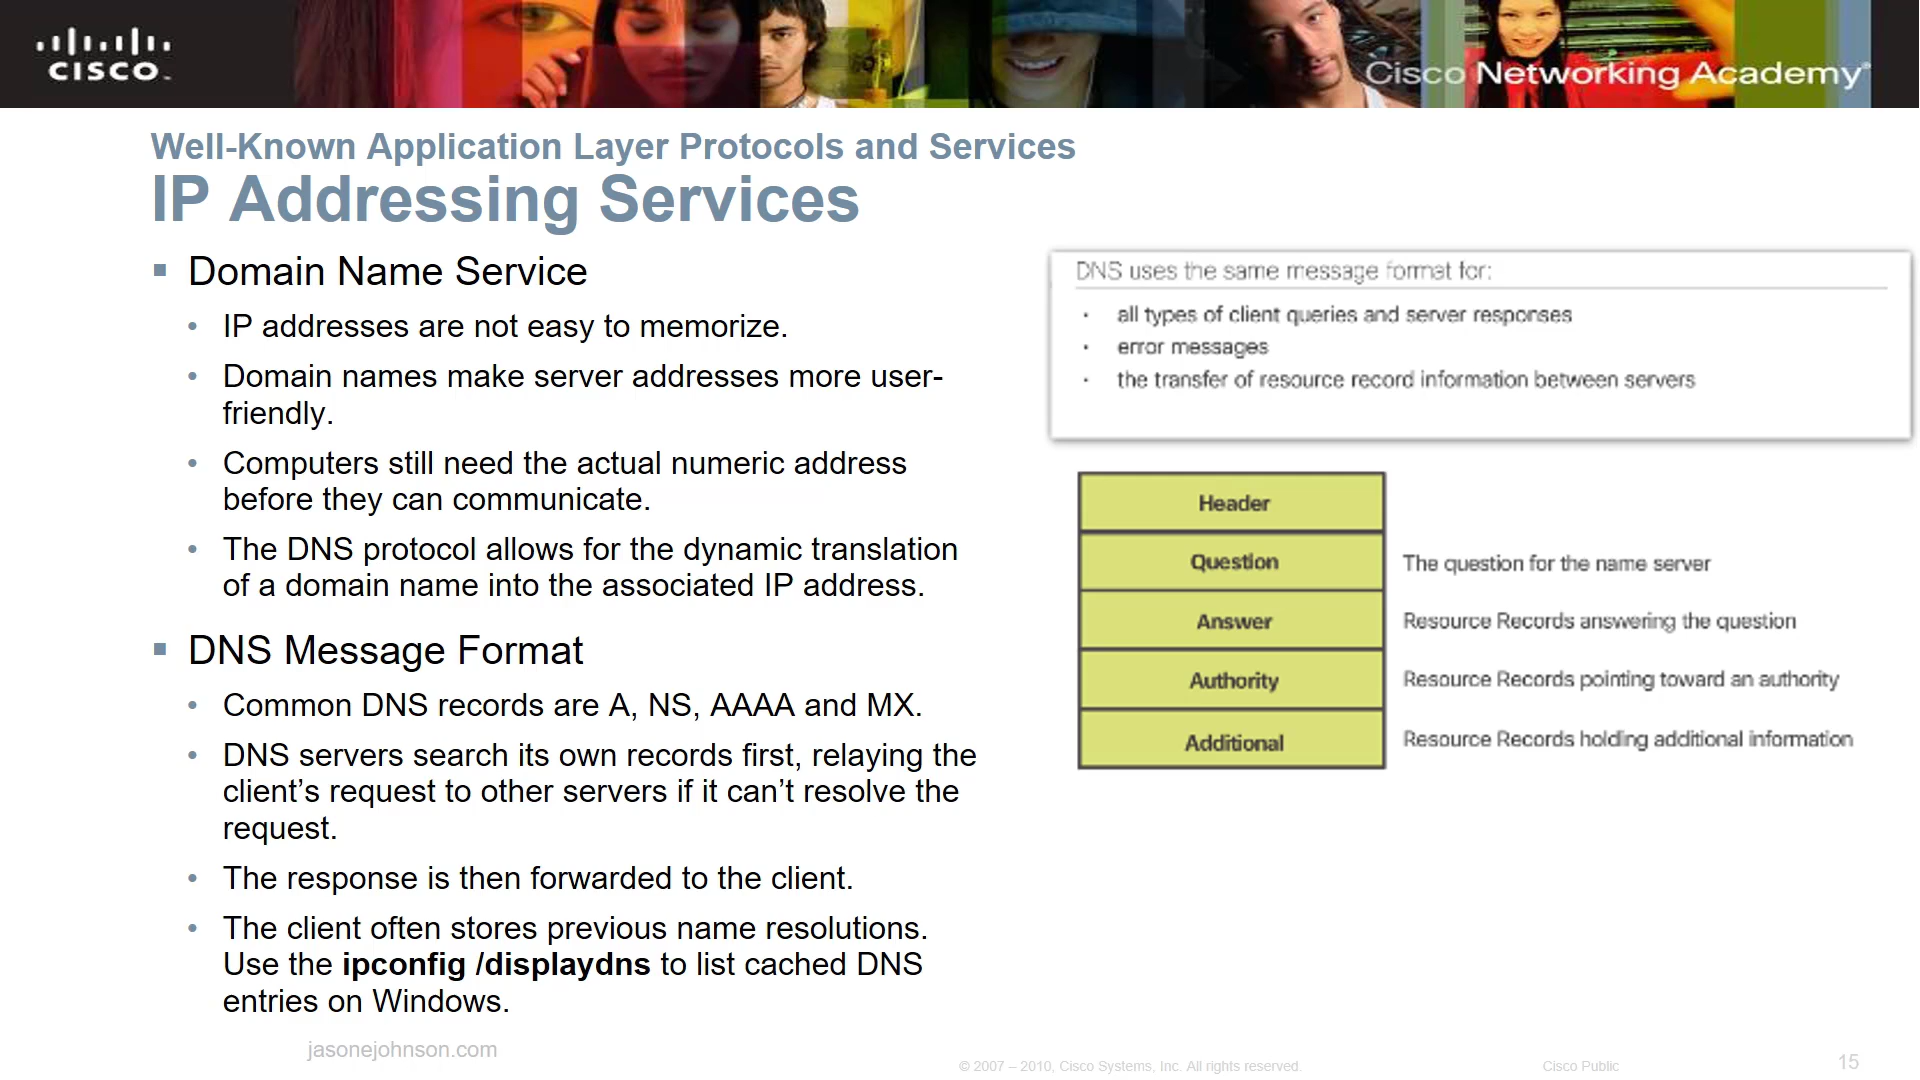 CISCO
Cisco Networking Academy®
Well-Known Application Layer Protocols and Services
IP Addressing Services
▪ Domain Name Service
• IP addresses are not easy to memorize.
• Domain names make server addresses more user-
friendly.
• Computers still need the actual numeric address
before they can communicate.
• The DNS protocol allows for the dynamic translation
of a domain name into the associated IP address.
▪ DNS Message Format
• Common DNS records are A, NS, AAAA and MX.
• DNS servers search its own records first, relaying the
client’s request to other servers if it can’t resolve the
request.
• The response is then forwarded to the client.
• The client often stores previous name resolutions.
Use the ipconfig /displaydns to list cached DNS
entries on Windows.
DNS uses the same message format for:
· all types of client queries and server responses
· error messages
· the transfer of resource record information between servers
Header
Question The question for the name server
Answer Resource Records answering the question
Authority Resource Records pointing toward an authority
Additional Resource Records holding additional information
jasonejohnson.com
© 2007 – 2010, Cisco Systems, Inc. All rights reserved. Cisco Public 15